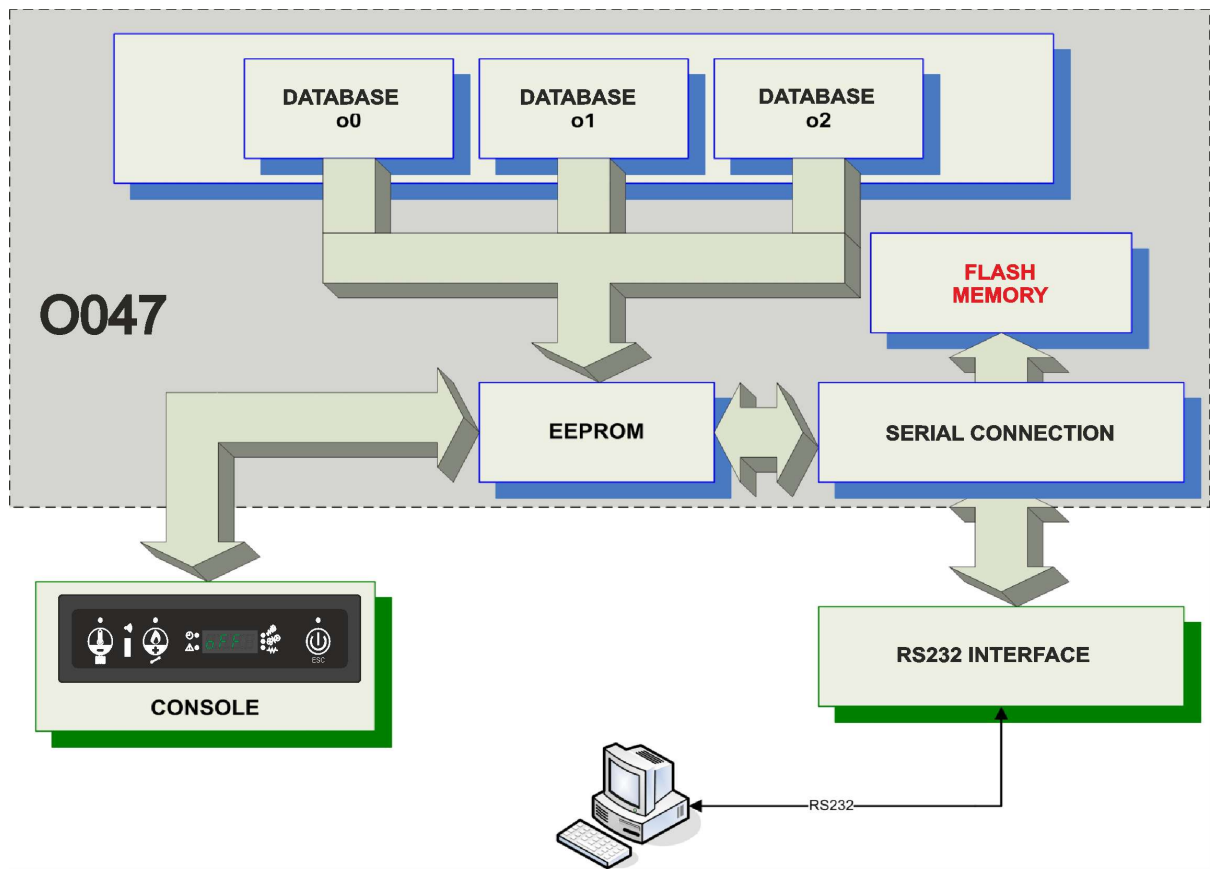 DATABASE
o0
DATABASE
o1
DATABASE
o2
O047
FLASH
MEMORY
EEPROM
SERIAL CONNECTION
ESC
CONSOLE
RS232 INTERFACE
RS232